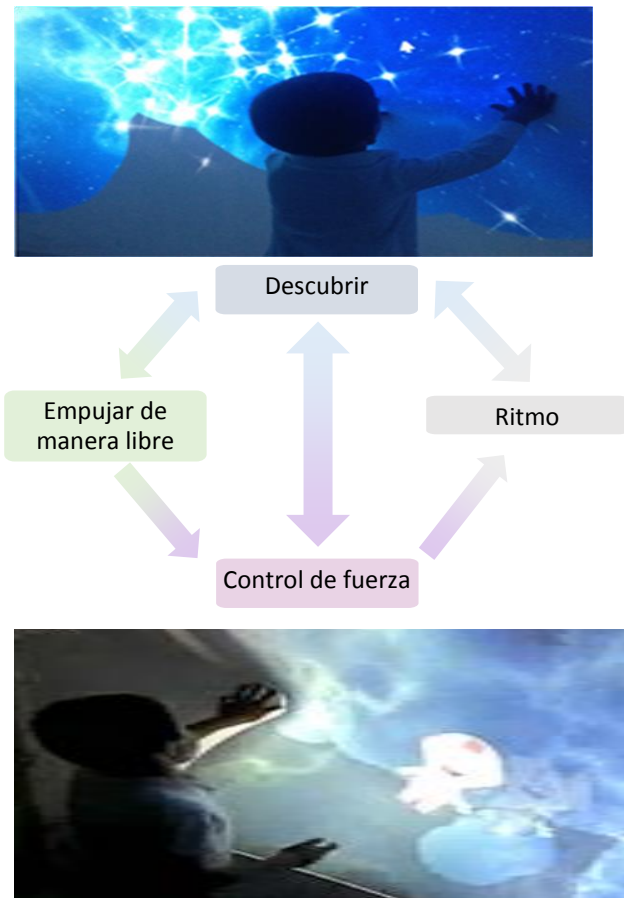 Descubrir
Empujar de
manera libre
Ritmo
Control de fuerza